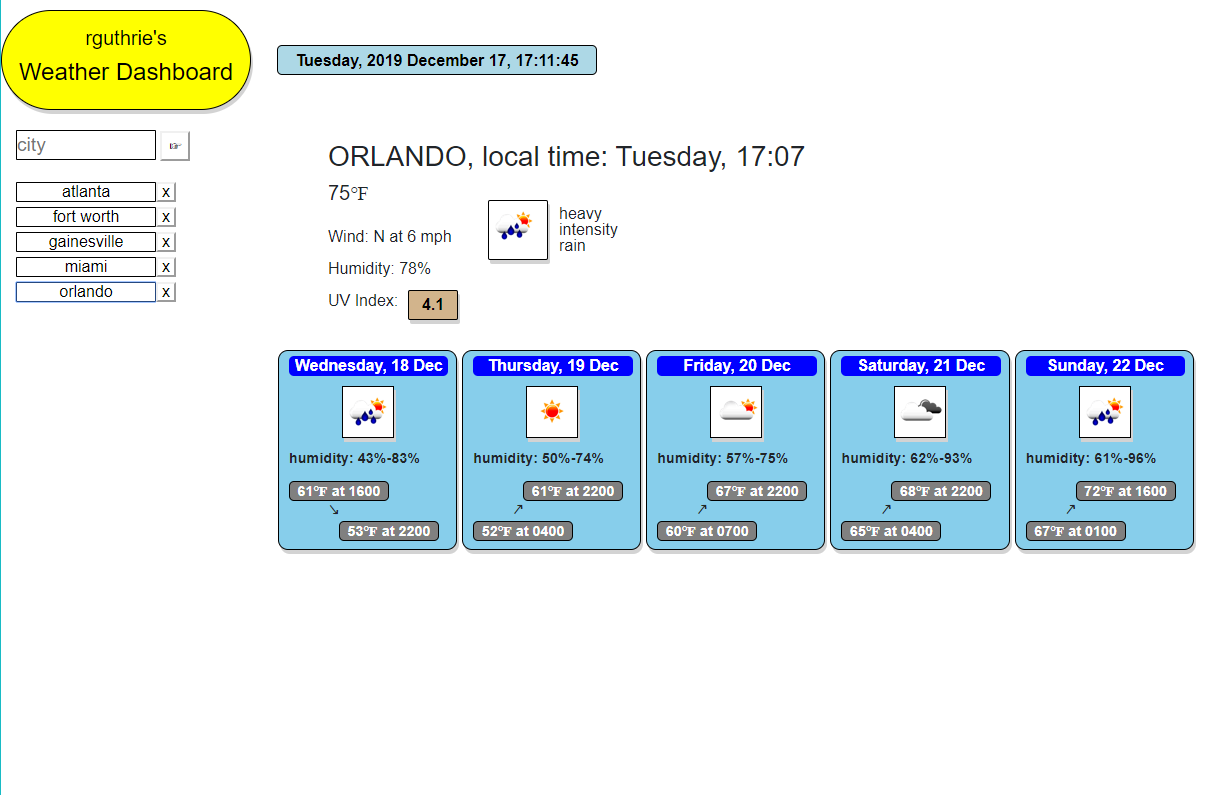 rguthrie's
Weather Dashboard
Tuesday, 2019 December 17, 17:11:45
city ☞
atlanta x
fort worth x
gainesville x
miami x
orlando x
ORLANDO, local time: Tuesday, 17:07
75°F
heavy
intensity
rain
Wind: N at 6 mph
Humidity: 78%
UV Index: 4.1
Wednesday, 18 Dec
humidity: 43%-83%
61°F at 1600
↘
53°F at 2200
Thursday, 19 Dec
humidity: 50%-74%
61°F at 2200
↗
52°F at 0400
Friday, 20 Dec
humidity: 57%-75%
67°F at 2200
↗
60°F at 0700
Saturday, 21 Dec
humidity: 62%-93%
68°F at 2200
↗
65°F at 0400
Sunday, 22 Dec
humidity: 61%-96%
72°F at 1600
↗
67°F at 0100